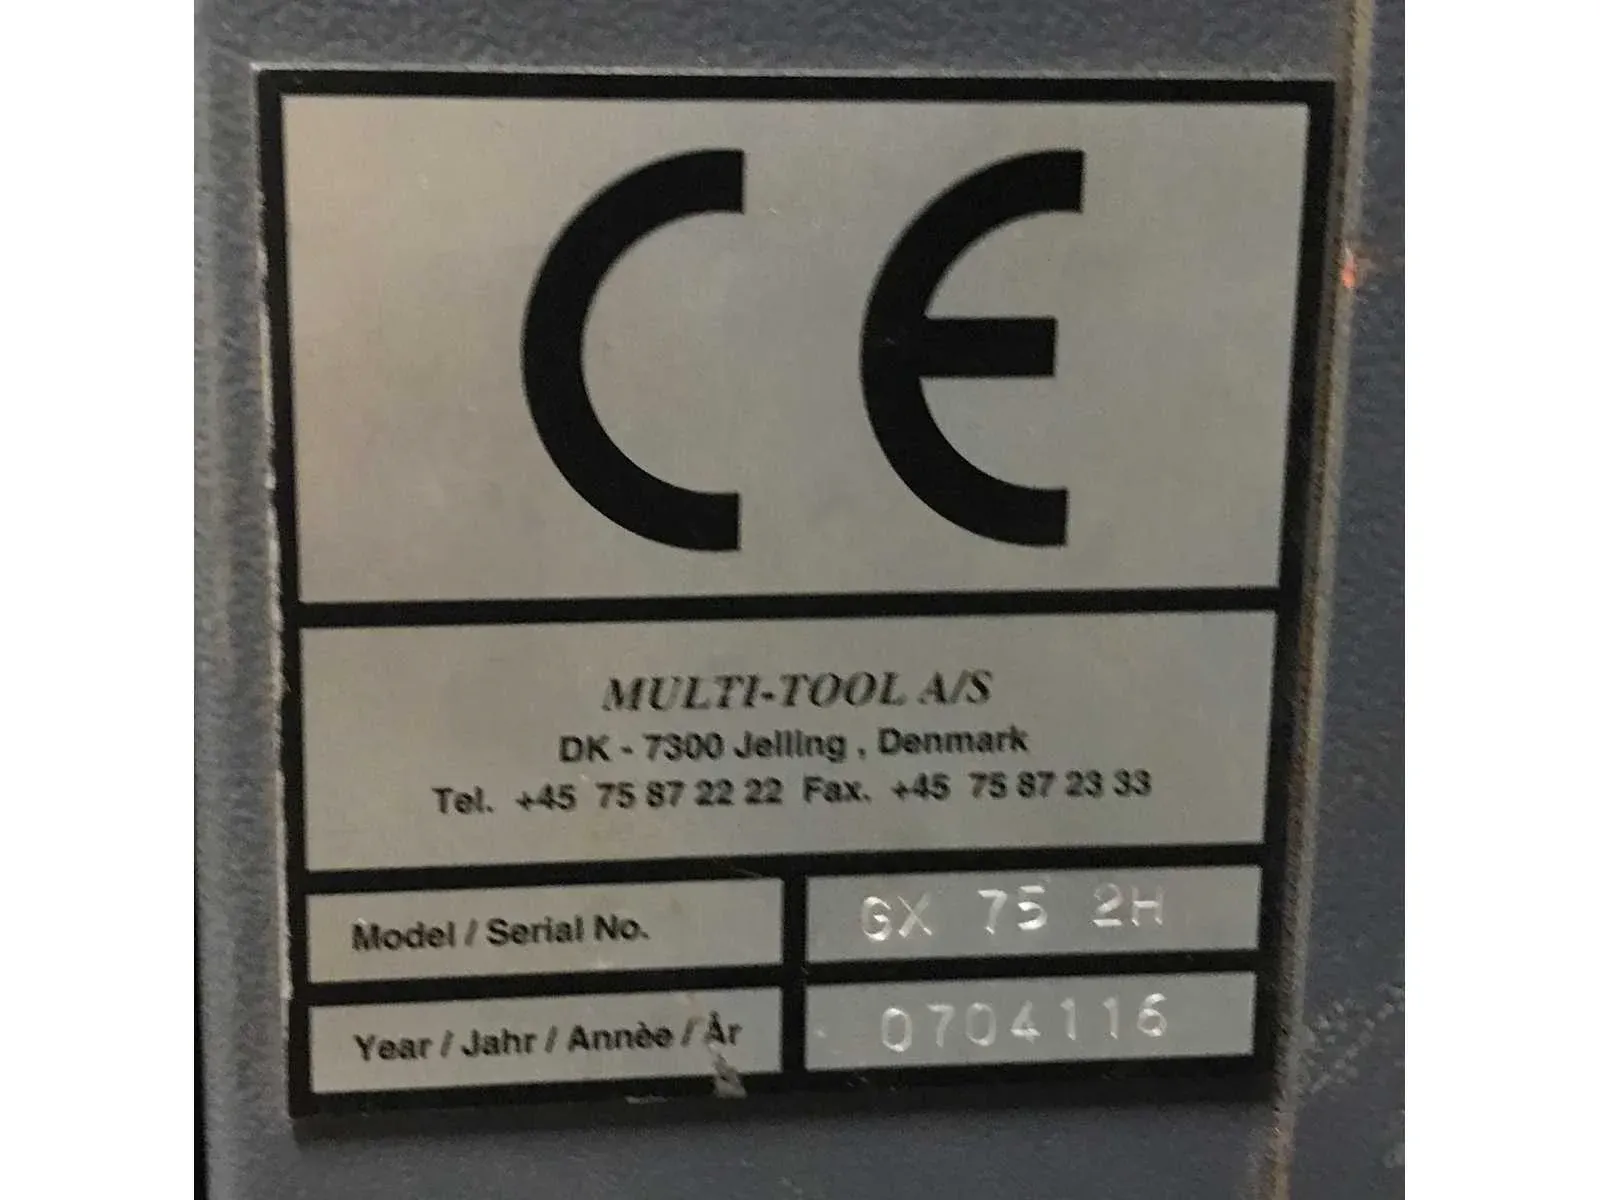 CE
MULTI-TOOL A/S
DK - 7300 Jelling , Denmark
Tel. +45 75 87 22 22 Fax. +45 75 87 23 33
Model / Serial No. GX 75 2H
Year / Jahr / Annèe / År 0704116